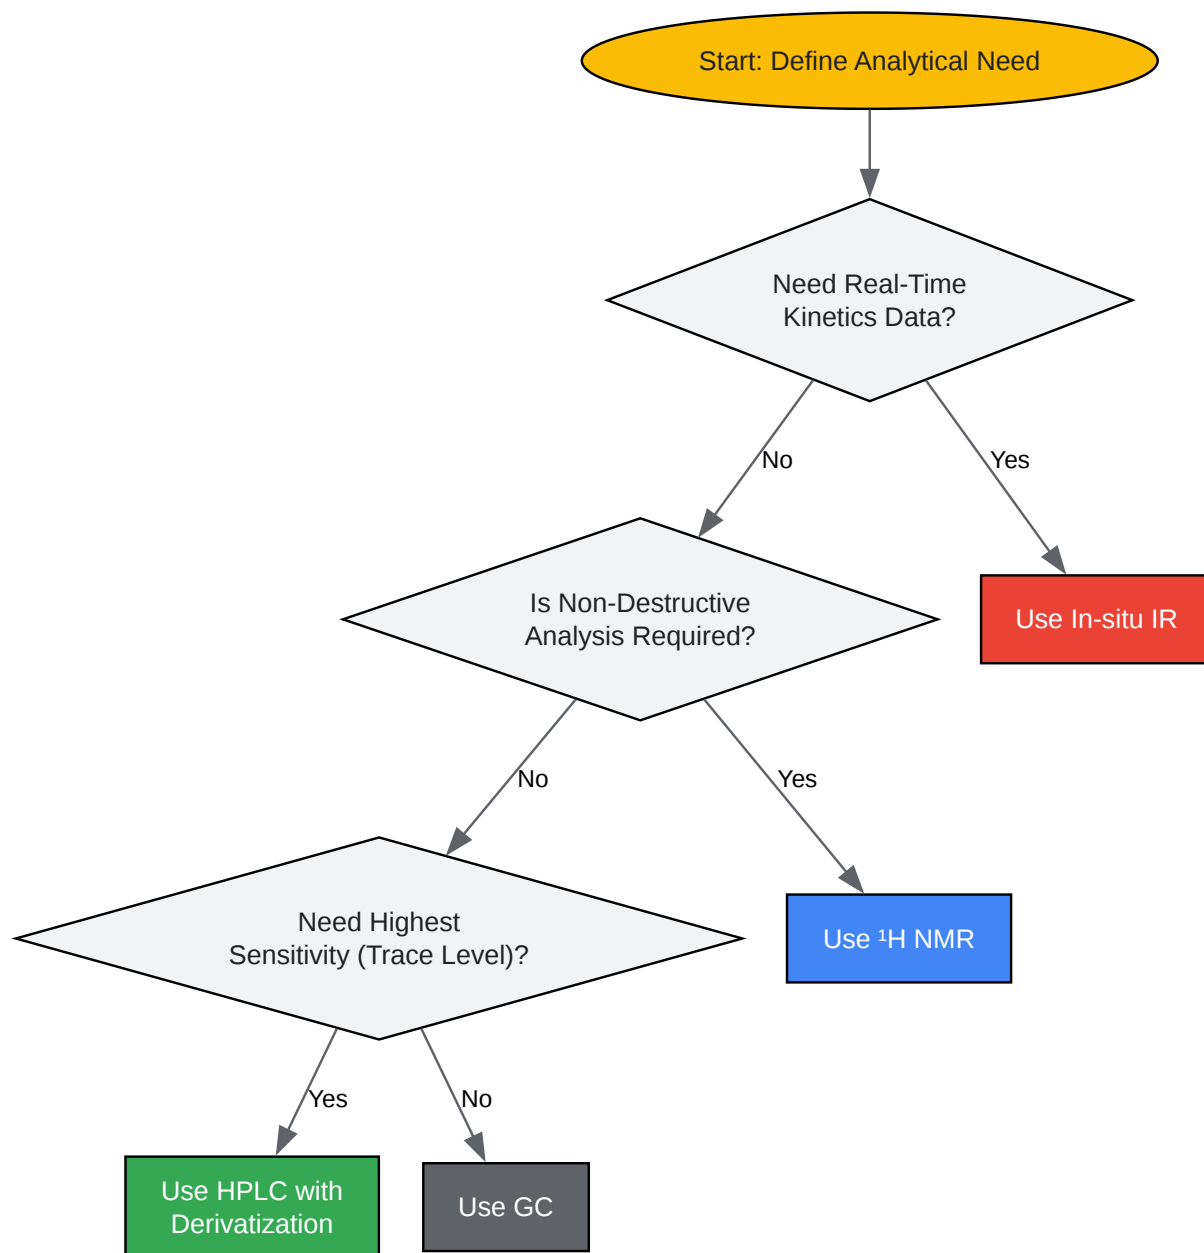 Start: Define Analytical Need
Need Real-Time
Kinetics Data?
No
Yes
Is Non-Destructive
Analysis Required?
Use In-situ IR
No
Yes
Need Highest
Sensitivity (Trace Level)?
Use ¹H NMR
Yes
No
Use HPLC with
Derivatization
Use GC